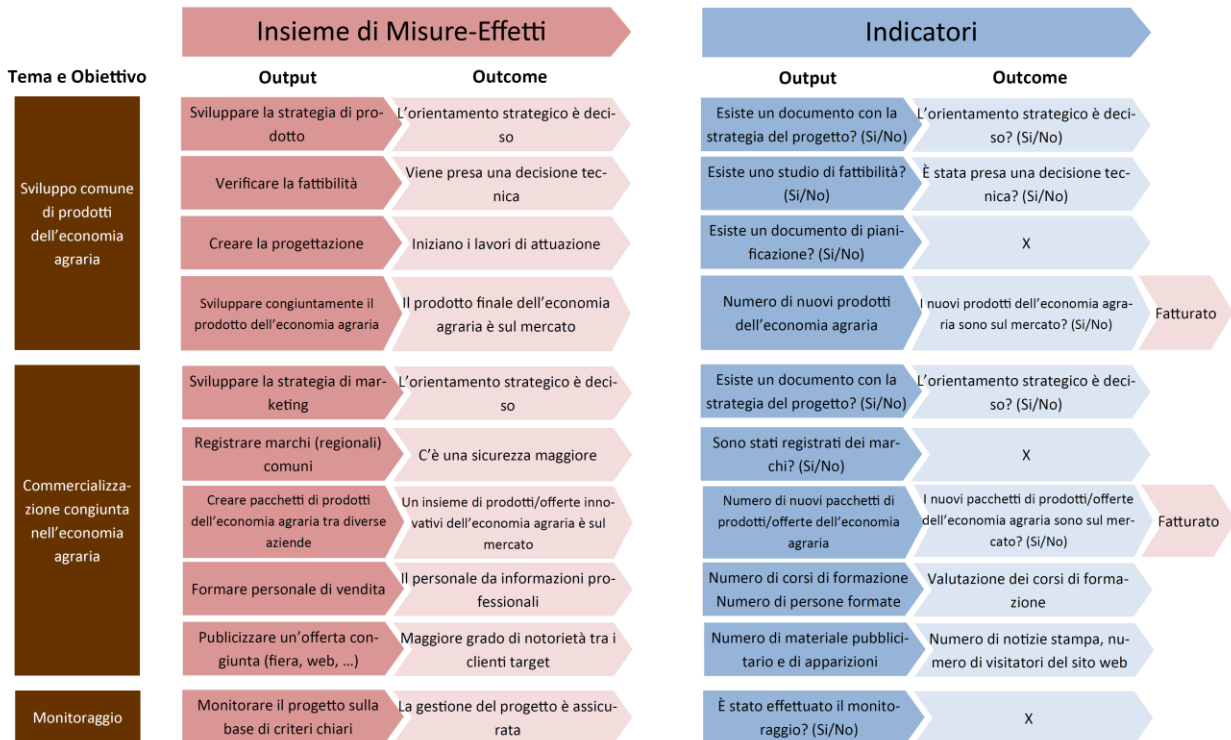 Insieme di Misure-Effetti
Indicatori
Tema e Obiettivo
Output
Outcome
Output
Outcome
Sviluppo comune
di prodotti
dell'economia
agraria
Sviluppare la strategia di pro-
dotto
L'orientamento strategico è deci-
so
Esiste un documento con la
strategia del progetto? (Si/No)
L'orientamento strategico è deci-
so? (Si/No)
Verificare la fattibilità
Viene presa una decisione tec-
nica
Esiste uno studio di fattibilità?
(Si/No)
È stata presa una decisione tec-
nica? (Si/No)
Creare la progettazione
Iniziano i lavori di attuazione
Esiste un documento di piani-
ficazione? (Si/No)
X
Sviluppare congiuntamente il
prodotto dell'economia agraria
Il prodotto finale dell'economia
agraria è sul mercato
Numero di nuovi prodotti
dell'economia agraria
I nuovi prodotti dell'economia agra-
ria sono sul mercato? (Si/No)
Fatturato
Commercializza-
zione congiunta
nell'economia
agraria
Sviluppare la strategia di mar-
keting
L'orientamento strategico è deci-
so
Esiste un documento con la
strategia del progetto? (Si/No)
L'orientamento strategico è deci-
so? (Si/No)
Registrare marchi (regionali)
comuni
C'è una sicurezza maggiore
Sono stati registrati dei mar-
chi? (Si/No)
X
Creare pacchetti di prodotti
dell'economia agraria tra diverse
aziende
Un insieme di prodotti/offerte inno-
vativi dell'economia agraria è sul
mercato
Numero di nuovi pacchetti di
prodotti/offerte dell'economia
agraria
I nuovi pacchetti di prodotti/offerte
dell'economia agraria sono sul mer-
cato? (Si/No)
Fatturato
Formare personale di vendita
Il personale da informazioni pro-
fessionali
Numero di corsi di formazione
Numero di persone formate
Valutazione dei corsi di forma-
zione
Publicizzare un'offerta con-
giunta (fiera, web, ...)
Maggiore grado di notorietà tra i
clienti target
Numero di materiale pubblici-
tario e di apparizioni
Numero di notizie stampa, nu-
mero di visitatori del sito web
Monitoraggio
Monitorare il progetto sulla
base di criteri chiari
La gestione del progetto è assicu-
rata
È stato effettuato il monito-
raggio? (Si/No)
X